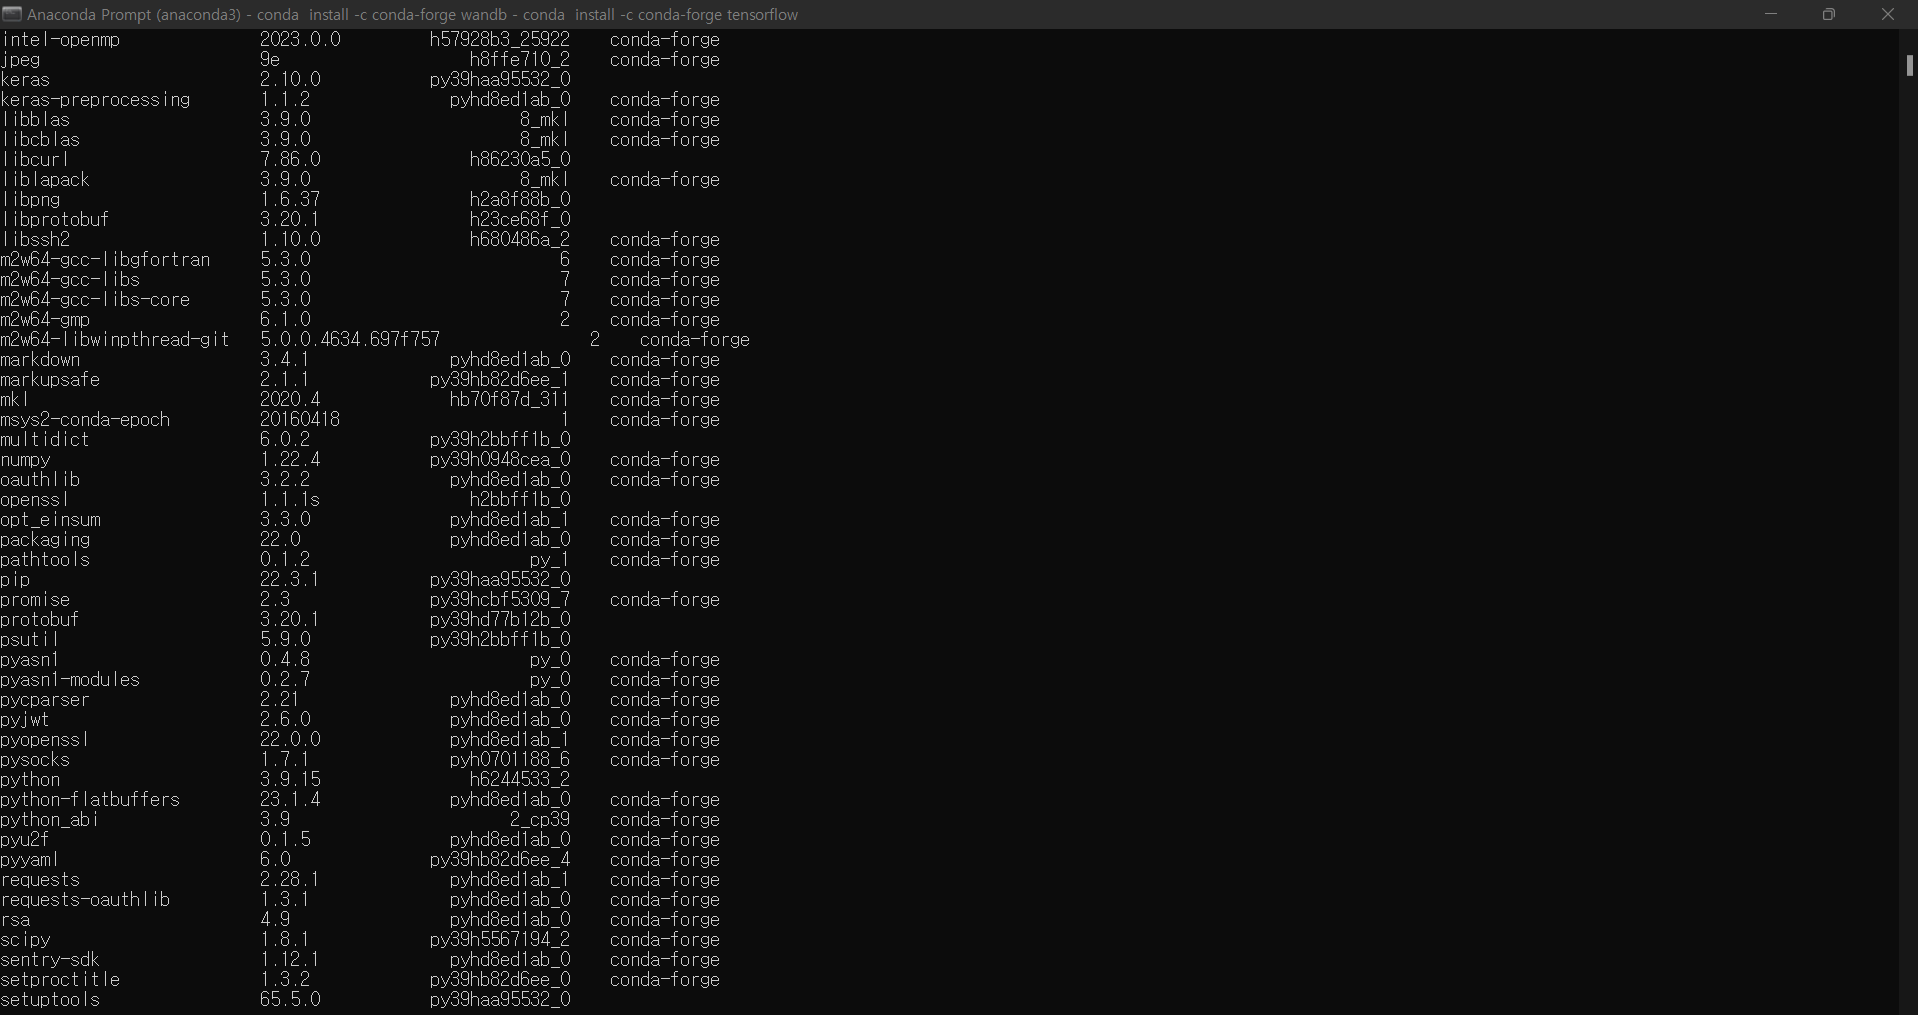 Anaconda Prompt (anaconda3) - conda  install -c conda-forge wandb - conda  install -c conda-forge tensorflow
intel-openmp 2023.0.0 h57928b3_25922 conda-forge
jpeg 9e h8ffe710_2 conda-forge
keras 2.10.0 py39haa95532_0
keras-preprocessing 1.1.2 pyhd8ed1ab_0 conda-forge
libblas 3.9.0 8_mkl conda-forge
libcblas 3.9.0 8_mkl conda-forge
libcurl 7.86.0 h86230a5_0
liblapack 3.9.0 8_mkl conda-forge
libpng 1.6.37 h2a8f88b_0
libprotobuf 3.20.1 h23ce68f_0
libssh2 1.10.0 h680486a_2 conda-forge
m2w64-gcc-libgfortran 5.3.0 6 conda-forge
m2w64-gcc-libs 5.3.0 7 conda-forge
m2w64-gcc-libs-core 5.3.0 7 conda-forge
m2w64-gmp 6.1.0 2 conda-forge
m2w64-libwinpthread-git 5.0.0.4634.697f757 2 conda-forge
markdown 3.4.1 pyhd8ed1ab_0 conda-forge
markupsafe 2.1.1 py39hb82d6ee_1 conda-forge
mkl 2020.4 hb70f87d_311 conda-forge
msys2-conda-epoch 20160418 1 conda-forge
multidict 6.0.2 py39h2bbff1b_0
numpy 1.22.4 py39h0948cea_0 conda-forge
oauthlib 3.2.2 pyhd8ed1ab_0 conda-forge
openssl 1.1.1s h2bbff1b_0
opt_einsum 3.3.0 pyhd8ed1ab_1 conda-forge
packaging 22.0 pyhd8ed1ab_0 conda-forge
pathtools 0.1.2 py_1 conda-forge
pip 22.3.1 py39haa95532_0
promise 2.3 py39hcbf5309_7 conda-forge
protobuf 3.20.1 py39hd77b12b_0
psutil 5.9.0 py39h2bbff1b_0
pyasn1 0.4.8 py_0 conda-forge
pyasn1-modules 0.2.7 py_0 conda-forge
pycparser 2.21 pyhd8ed1ab_0 conda-forge
pyjwt 2.6.0 pyhd8ed1ab_0 conda-forge
pyopenssl 22.0.0 pyhd8ed1ab_1 conda-forge
pysocks 1.7.1 pyh0701188_6 conda-forge
python 3.9.15 h6244533_2
python-flatbuffers 23.1.4 pyhd8ed1ab_0 conda-forge
python_abi 3.9 2_cp39 conda-forge
pyu2f 0.1.5 pyhd8ed1ab_0 conda-forge
pyyaml 6.0 py39hb82d6ee_4 conda-forge
requests 2.28.1 pyhd8ed1ab_1 conda-forge
requests-oauthlib 1.3.1 pyhd8ed1ab_0 conda-forge
rsa 4.9 pyhd8ed1ab_0 conda-forge
scipy 1.8.1 py39h5567194_2 conda-forge
sentry-sdk 1.12.1 pyhd8ed1ab_0 conda-forge
setproctitle 1.3.2 py39hb82d6ee_0 conda-forge
setuptools 65.5.0 py39haa95532_0